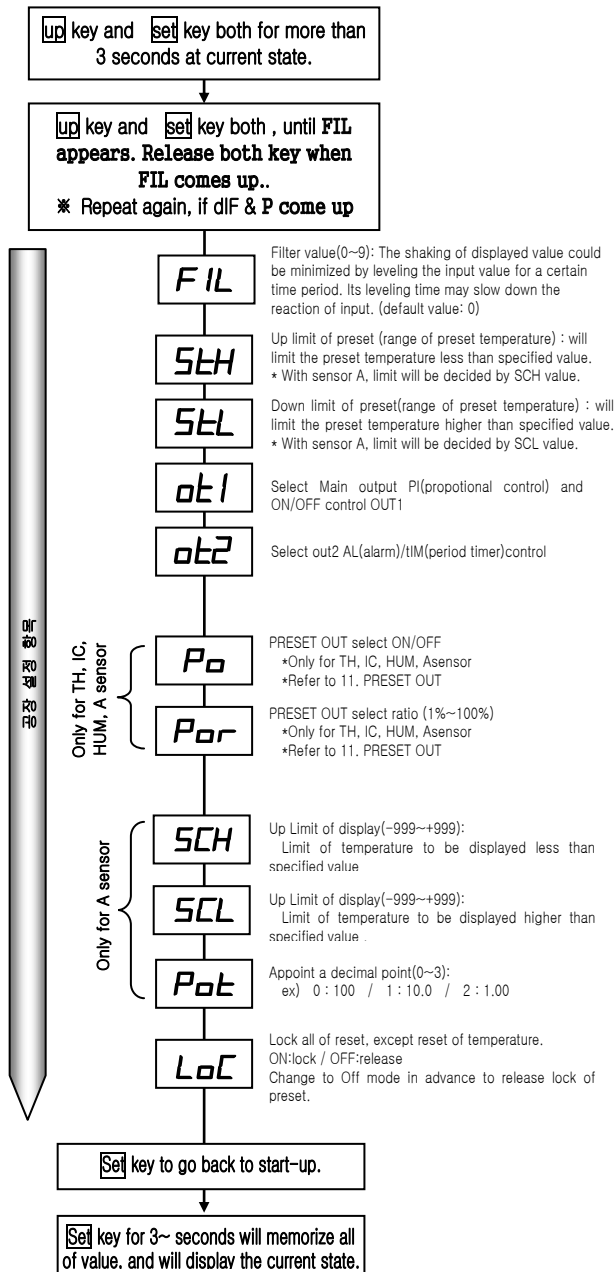 up key and set key both for more than
3 seconds at current state.
up key and set key both , until FIL
appears. Release both key when
FIL comes up..
※ Repeat again, if dIF & P come up
FIL
Filter value(0~9): The shaking of displayed value could
be minimized by leveling the input value for a certain
time period. Its leveling time may slow down the
reaction of input. (default value: 0)
StH
Up limit of preset (range of preset temperature) : will
limit the preset temperature less than specified value.
* With sensor A, limit will be decided by SCH value.
StL
Down limit of preset(range of preset temperature) : will
limit the preset temperature higher than specified value.
* With sensor A, limit will be decided by SCL value.
ot1
Select Main output PI(propotional control) and
ON/OFF control OUT1
ot2
Select out2 AL(alarm)/tIM(period timer)control
공장 설정 항목
Only for TH, IC,
HUM, A sensor
Po
PRESET OUT select ON/OFF
*Only for TH, IC, HUM, Asensor
*Refer to 11. PRESET OUT
Por
PRESET OUT select ratio (1%~100%)
*Only for TH, IC, HUM, Asensor
*Refer to 11. PRESET OUT
Only for A sensor
SCH
Up Limit of display(-999~+999):
Limit of temperature to be displayed less than
specified value
SCL
Up Limit of display(-999~+999):
Limit of temperature to be displayed higher than
specified value .
Pot
Appoint a decimal point(0~3):
ex) 0 : 100 / 1 : 10.0 / 2 : 1.00
LoC
Lock all of reset, except reset of temperature.
ON:lock / OFF:release
Change to Off mode in advance to release lock of
preset.
Set key to go back to start-up.
Set key for 3~ seconds will memorize all
of value, and will display the current state.